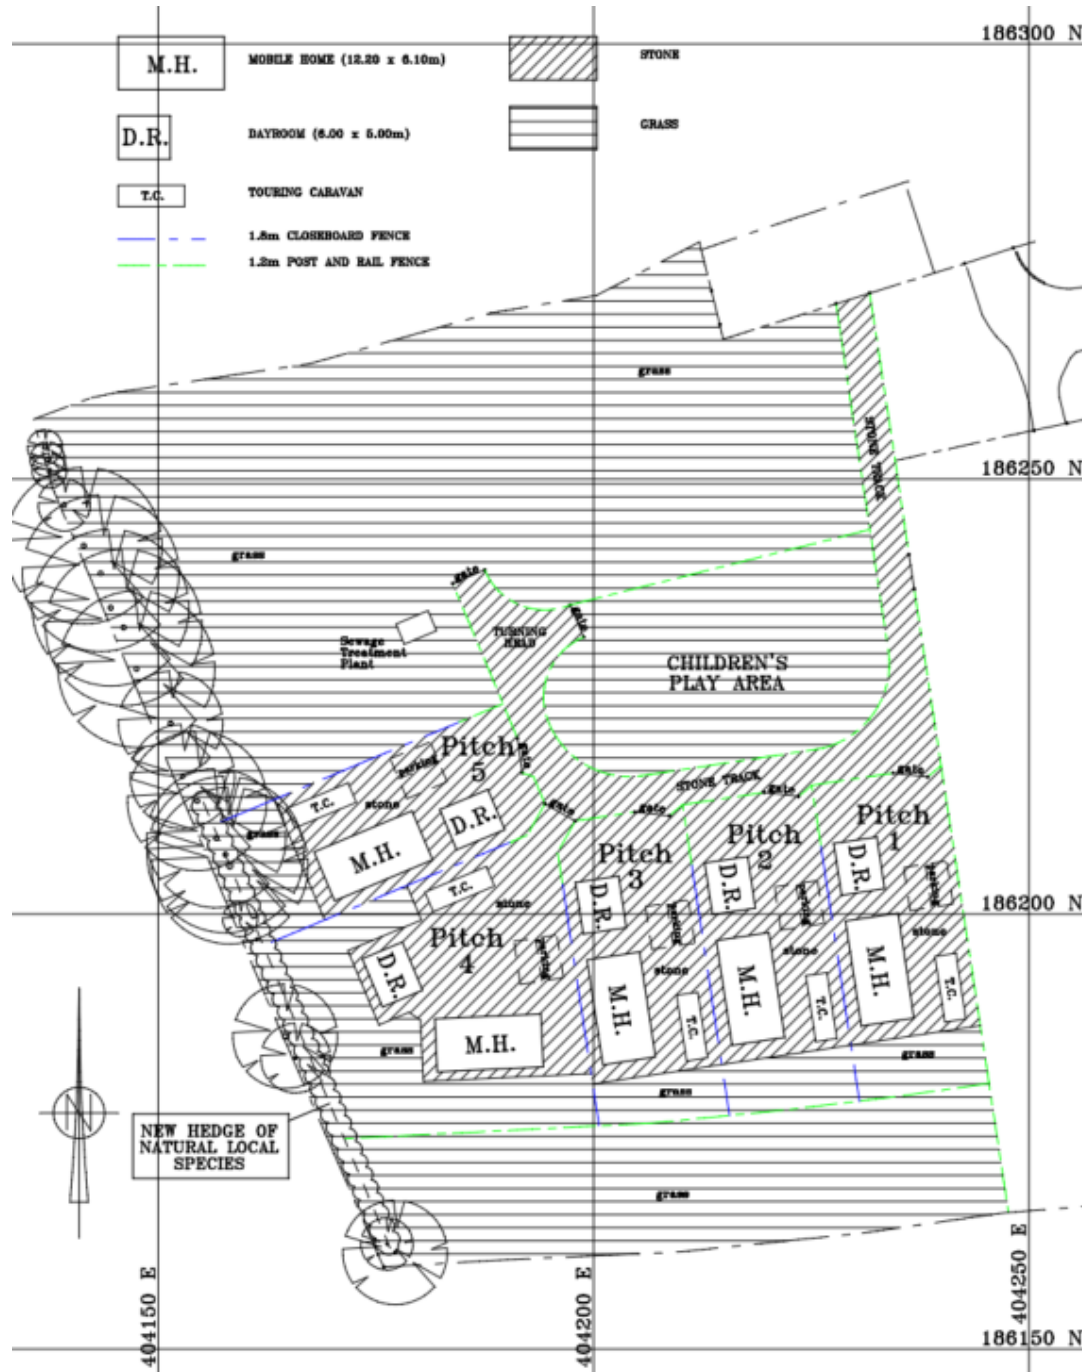 186300 N
M.H.
MOBILE HOME (12.20 x 6.10m)
STONE
D.R.
DAYROOM (6.00 x 5.00m)
GRASS
T.C.
TOURING CARAVAN
1.8m CLOSEBOARD FENCE
1.2m POST AND RAIL FENCE
grass
STONE TRACK
186250 N
grass
gate
gate
TURNING
HEAD
Sewage
Treatment
Plant
CHILDREN'S
PLAY AREA
Pitch
5
parking
gate
STONE TRACK
gate
gate
gate
gate
T.C.
stone
grass
D.R.
M.H.
Pitch
3
Pitch
2
Pitch
1
D.R.
D.R.
D.R.
parking
parking
parking
T.C.
stone
186200 N
Pitch
4
parking
D.R.
stone
stone
stone
M.H.
M.H.
M.H.
T.C.
T.C.
T.C.
M.H.
grass
grass
grass
N
NEW HEDGE OF
NATURAL LOCAL
SPECIES
grass
404150 E
404200 E
404250 E
186150 N